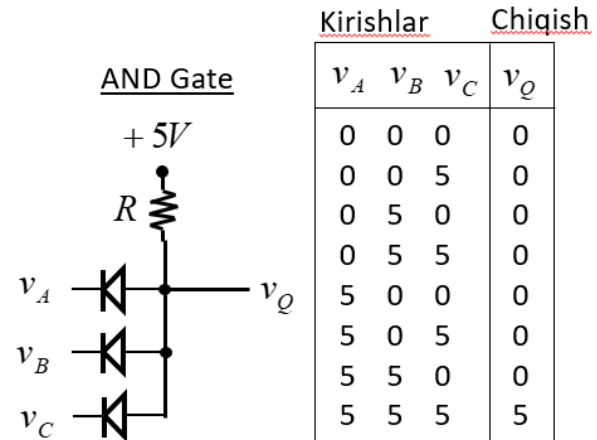 Kirishlar Chiqish
AND Gate
+ 5V
R
v_A
v_B
v_C
v_Q
v_A v_B v_C v_Q
0 0 0 0
0 0 5 0
0 5 0 0
0 5 5 0
5 0 0 0
5 0 5 0
5 5 0 0
5 5 5 5